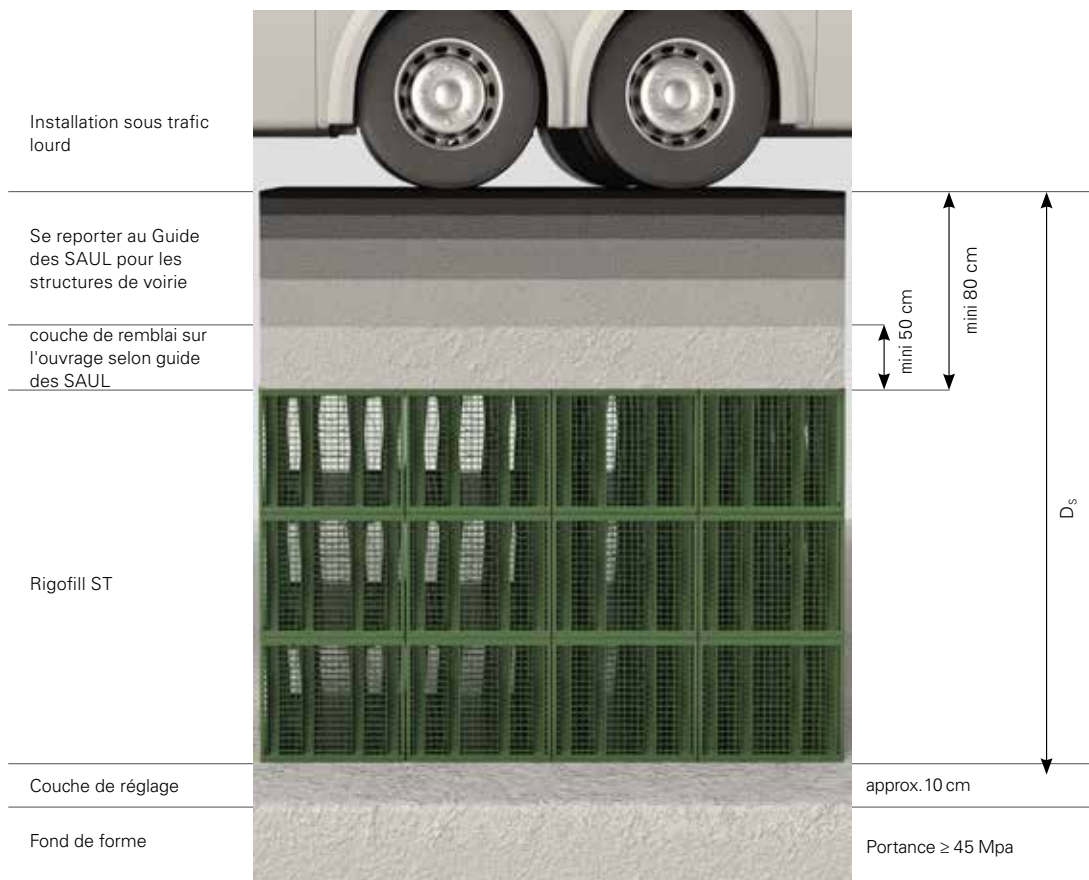 Installation sous trafic
lourd
Se reporter au Guide
des SAUL pour les
structures de voirie
couche de remblai sur
l'ouvrage selon guide
des SAUL
mini 50 cm
mini 80 cm
Rigofill ST
Ds
Couche de réglage
approx.10 cm
Fond de forme
Portance ≥ 45 Mpa